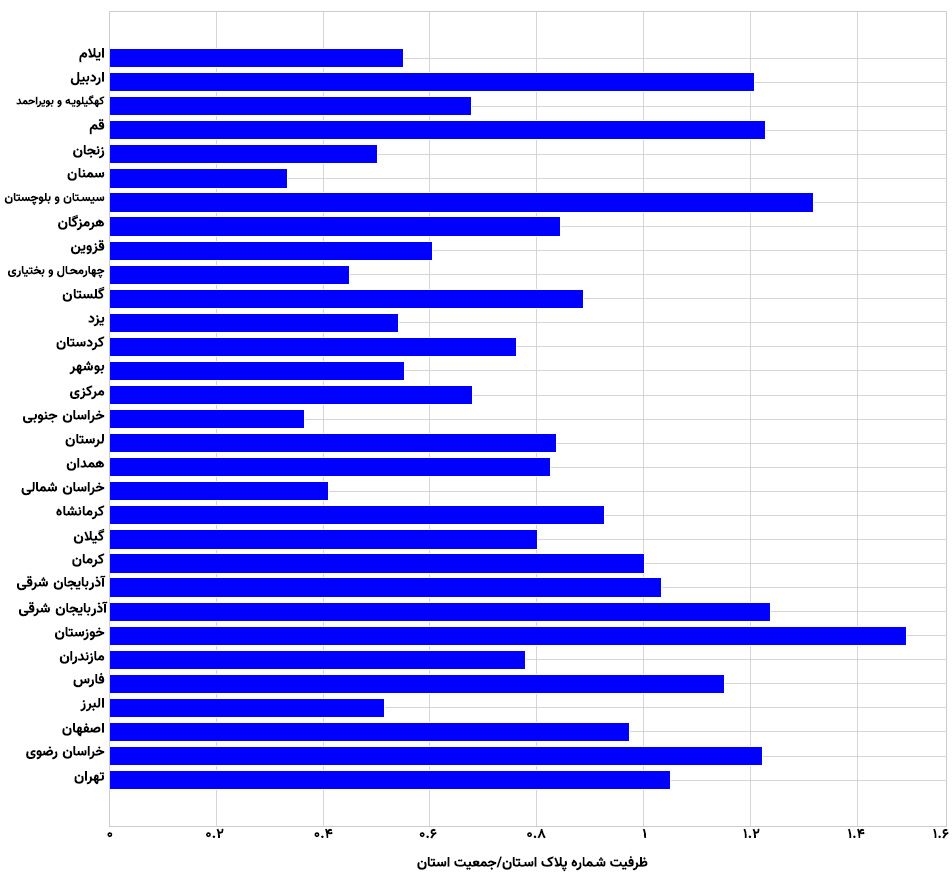 ایلام
اردبیل
کهگیلویه و بویراحمد
قم
زنجان
سمنان
سیستان و بلوچستان
هرمزگان
قزوین
چهارمحال و بختیاری
گلستان
یزد
کردستان
بوشهر
مرکزی
خراسان جنوبی
لرستان
همدان
خراسان شمالی
کرمانشاه
گیلان
کرمان
آذربایجان شرقی
آذربایجان شرقی
خوزستان
مازندران
فارس
البرز
اصفهان
خراسان رضوی
تهران
۰ ۰.۲ ۰.۴ ۰.۶ ۰.۸ ۱ ۱.۲ ۱.۴ ۱.۶
ظرفیت شماره پلاک استان/جمعیت استان